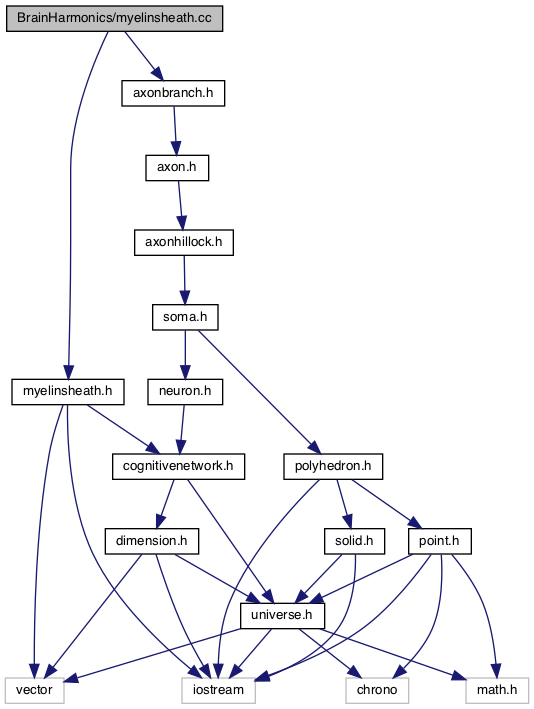 BrainHarmonics/myelinsheath.cc
axonbranch.h
axon.h
axonhillock.h
soma.h
myelinsheath.h
neuron.h
cognitivenetwork.h
polyhedron.h
dimension.h
solid.h
point.h
universe.h
vector
iostream
chrono
math.h